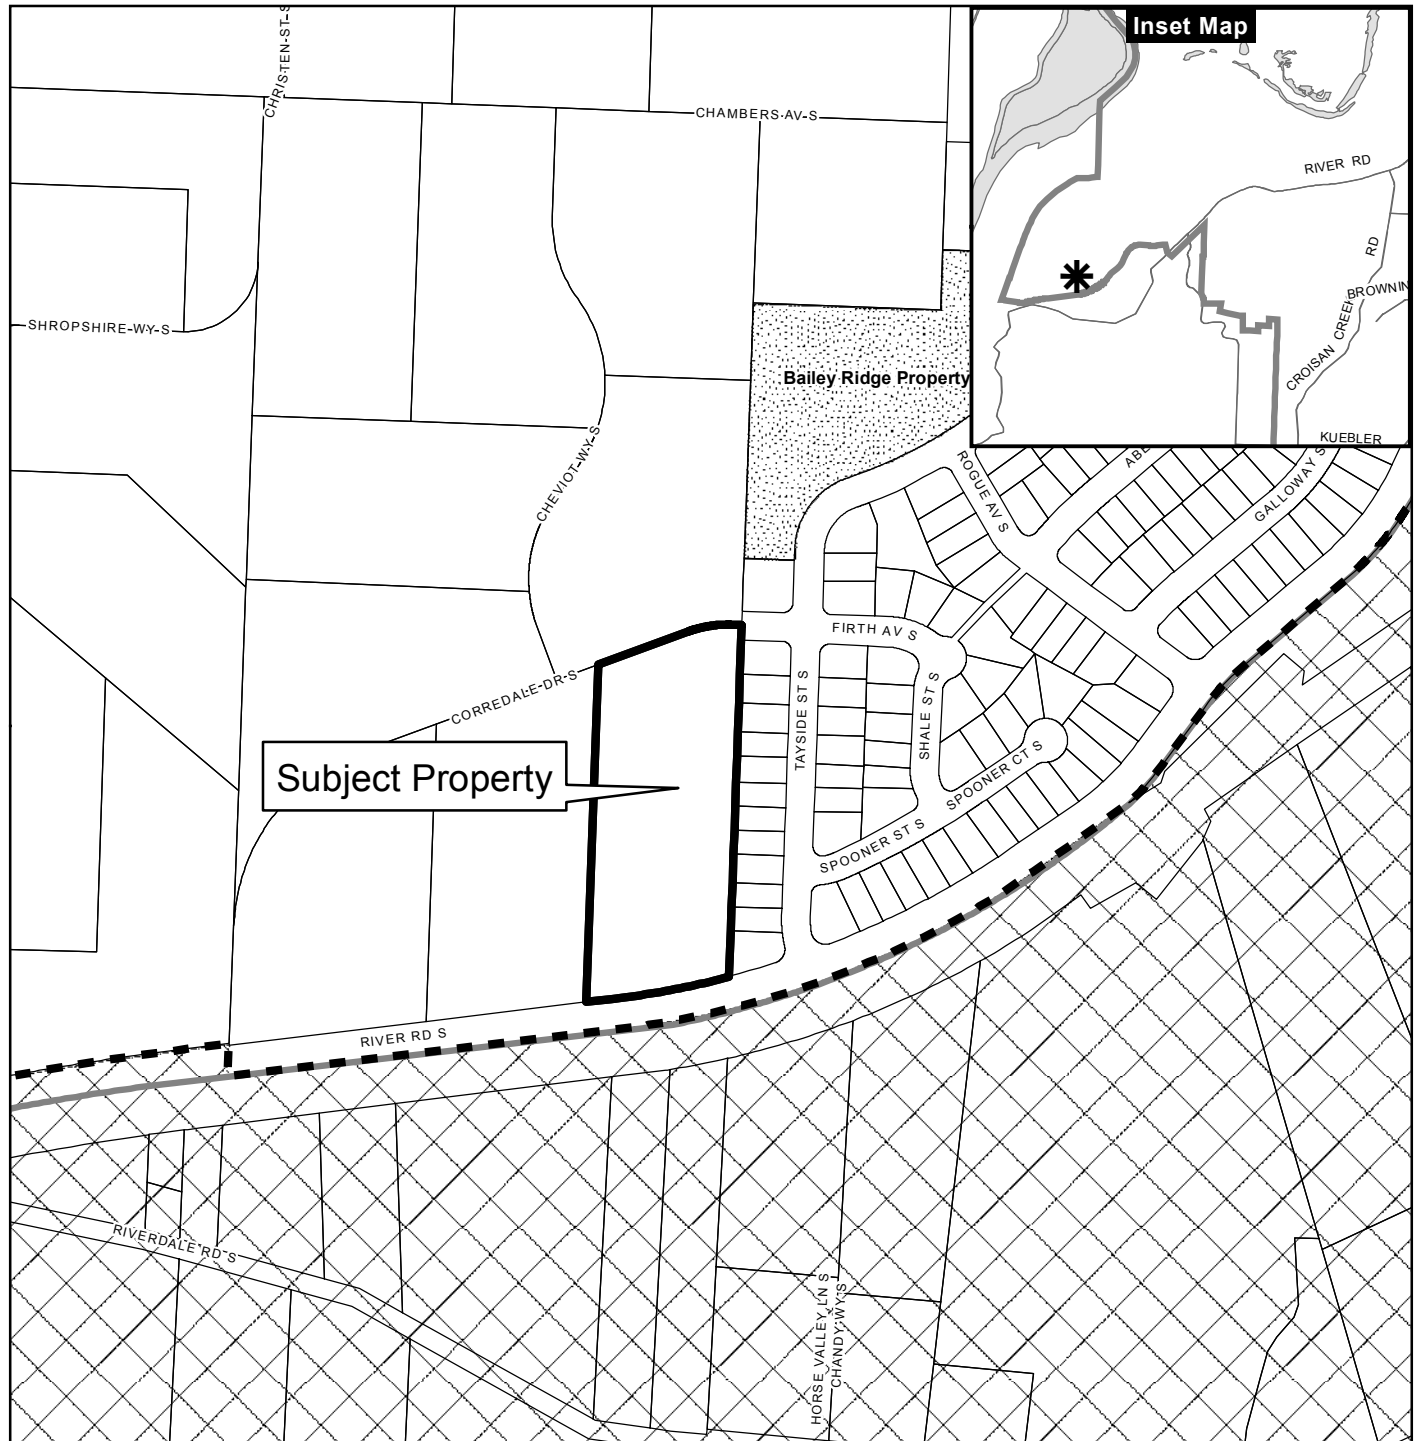 CHRISTEN ST S
CHAMBERS AV S
SHROPSHIRE WY S
CHEVIOT WY S
CORREDALE DR S
Bailey Ridge Property
Inset Map
RIVER RD
RD
CROISAN CREEK
KUEBLER
ROGUE AV S
GALLOWAY S
FIRTH AV S
TAYSIDE ST S
SHALE ST S
SPOONER CT S
SPOONER ST S
Subject Property
RIVER RD S
RIVERDALE RD S
HORSE VALLEY LN S
CHANDY WY S